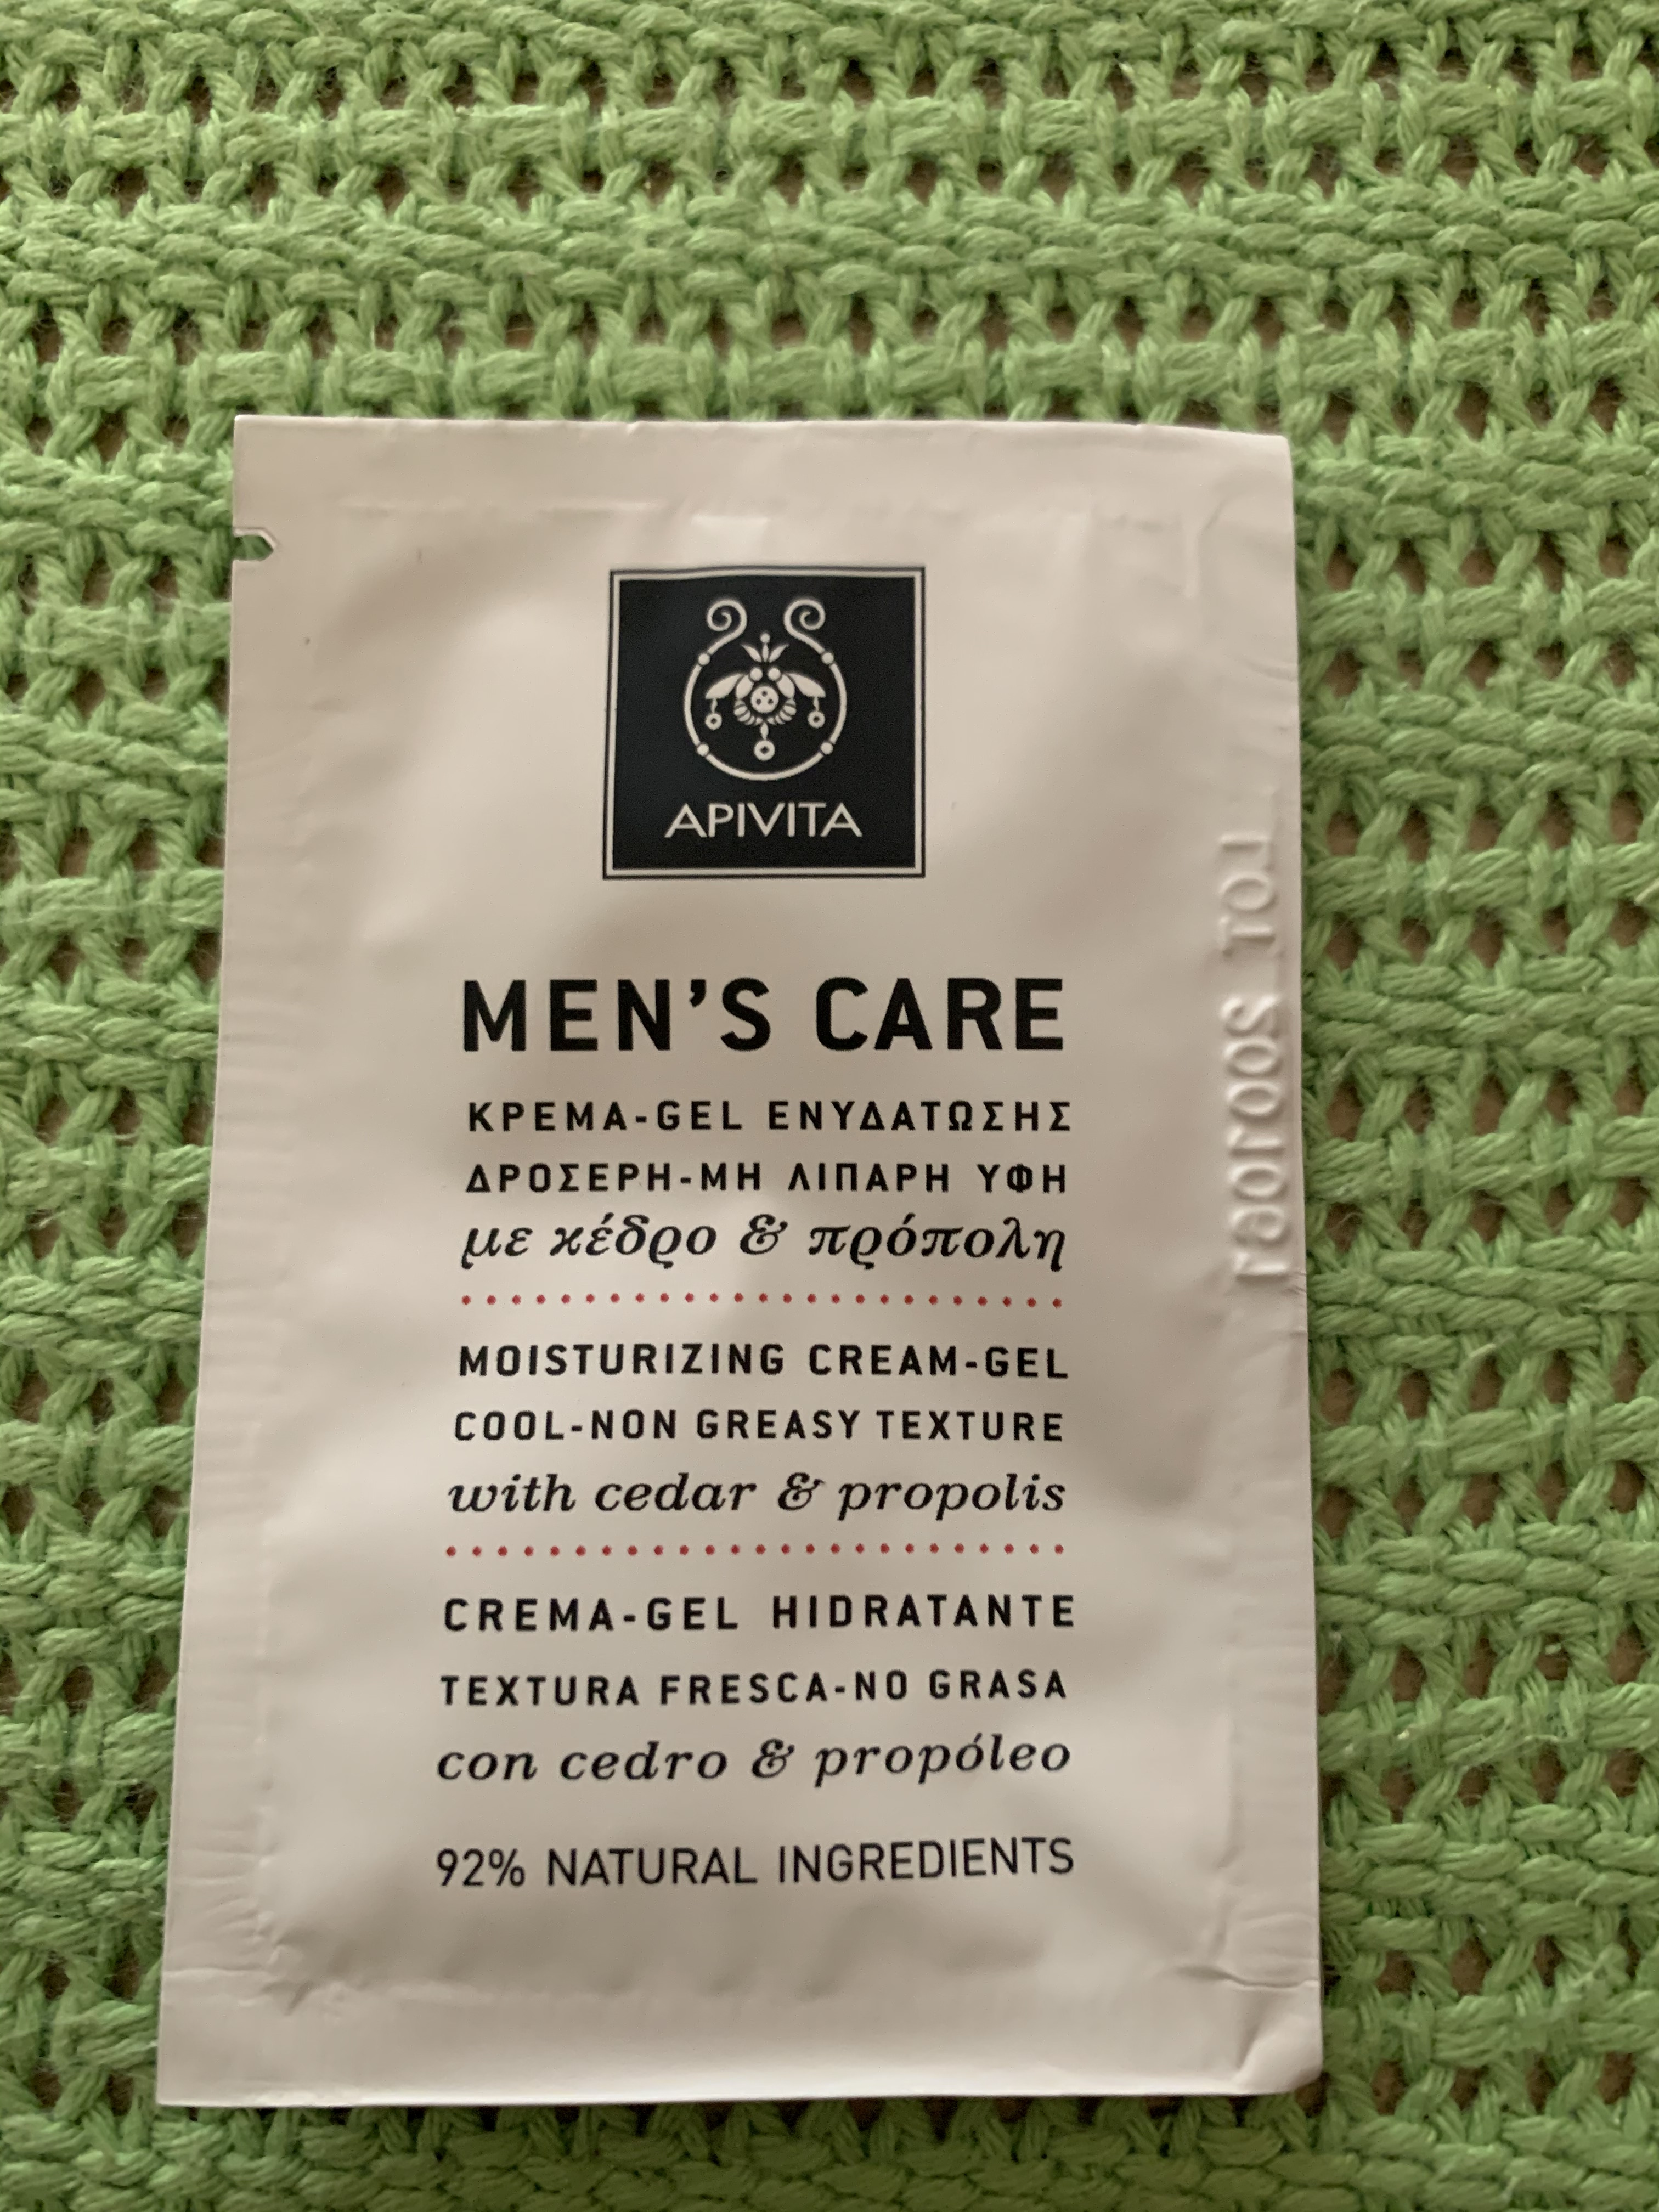 APIVITA
MEN'S CARE
ΚΡΕΜΑ-GEL ΕΝΥΔΑΤΩΣΗΣ
ΔΡΟΣΕΡΗ-ΜΗ ΛΙΠΑΡΗ ΥΦΗ
με κέδρο & πρόπολη
MOISTURIZING CREAM-GEL
COOL-NON GREASY TEXTURE
with cedar & propolis
CREMA-GEL HIDRATANTE
TEXTURA FRESCA-NO GRASA
con cedro & propóleo
92% NATURAL INGREDIENTS